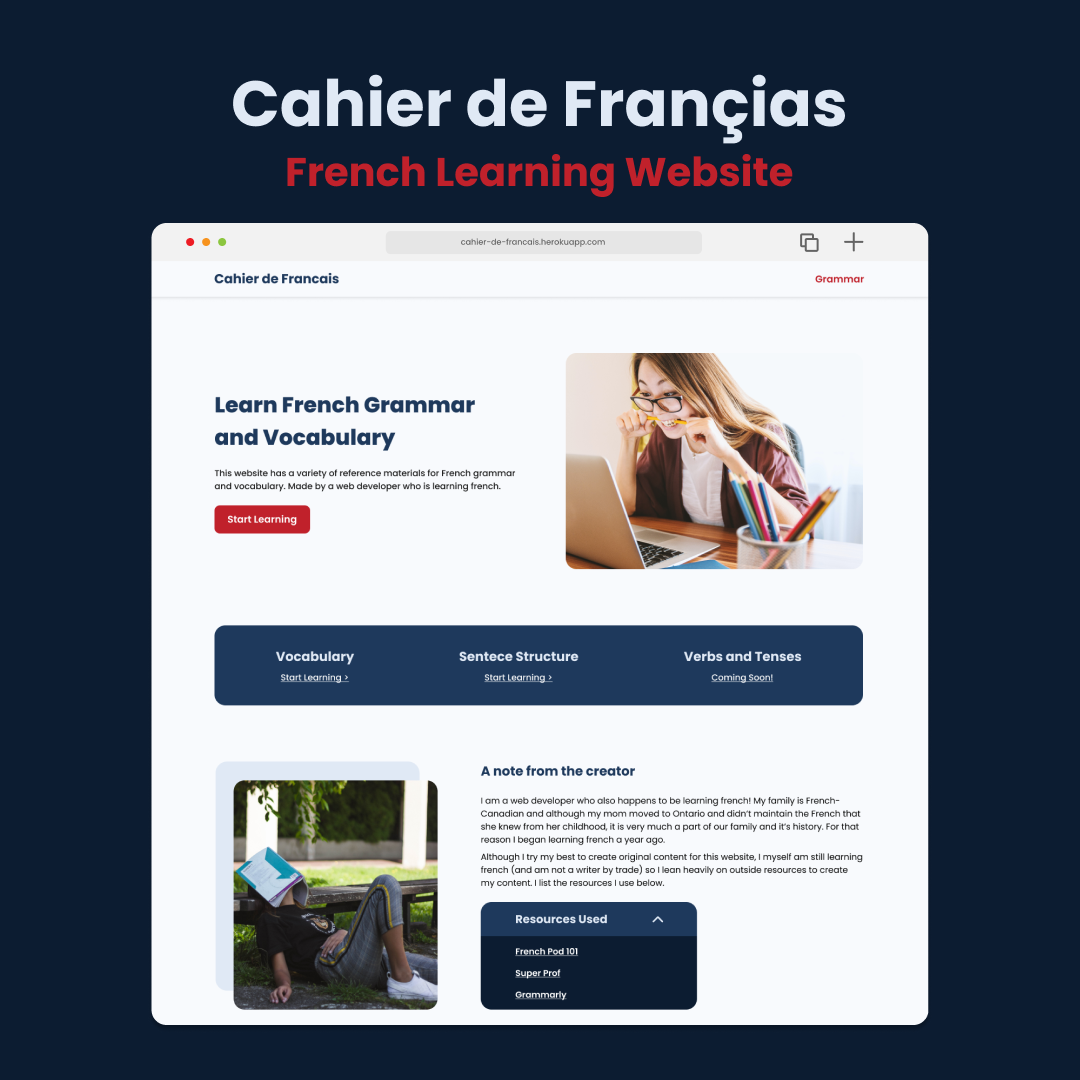 Cahier de Françias
French Learning Website
cahier-de-francais.herokuapp.com
Cahier de Francais
Grammar
Learn French Grammar
and Vocabulary
This website has a variety of reference materials for French grammar
and vocabulary. Made by a web developer who is learning french.
Start Learning
Vocabulary
Start Learning >
Sentece Structure
Start Learning >
Verbs and Tenses
Coming Soon!
A note from the creator
I am a web developer who also happens to be learning french! My family is French-
Canadian and although my mom moved to Ontario and didn't maintain the French that
she knew from her childhood, it is very much a part of our family and it's history. For that
reason I began learning french a year ago.
Although I try my best to create original content for this website, I myself am still learning
french (and am not a writer by trade) so I lean heavily on outside resources to create
my content. I list the resources I use below.
Resources Used
French Pod 101
Super Prof
Grammarly